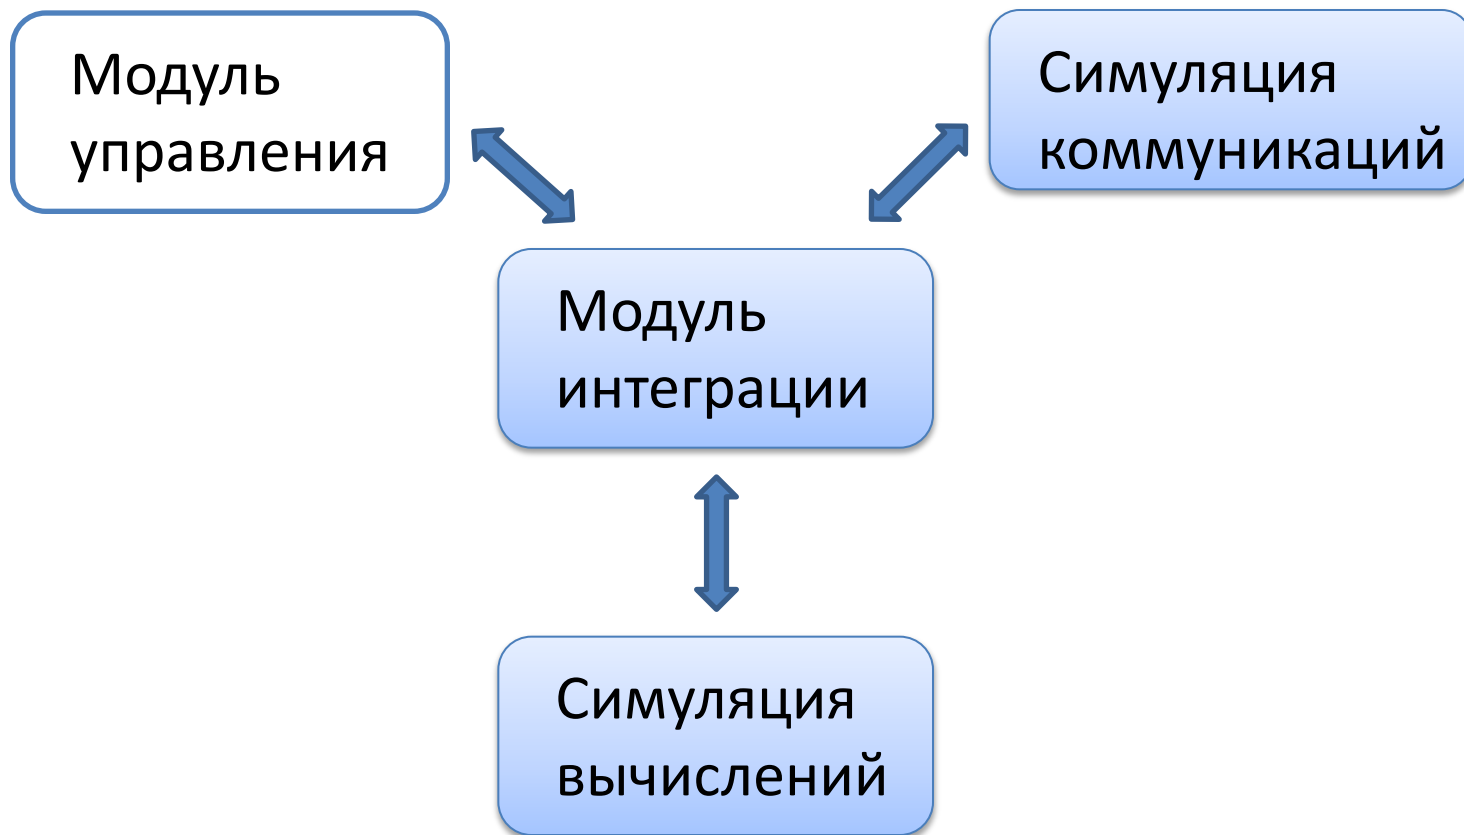 Модуль
управления
Симуляция
коммуникаций
Модуль
интеграции
Симуляция
вычислений